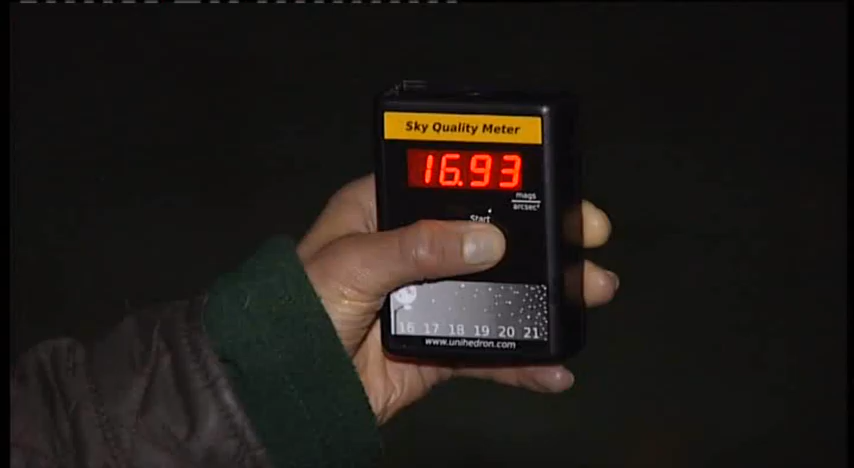 Sky Quality Meter
16.93
mags
arcsec²
Start
16 17 18 19 20 21
www.unihedron.com